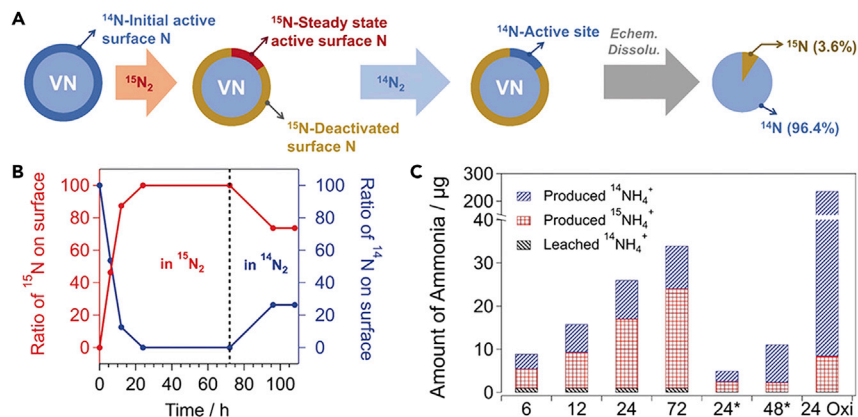 A
¹⁴N-Initial active
surface N
VN
¹⁵N₂
¹⁵N-Steady state
active surface N
VN
¹⁵N-Deactivated
surface N
¹⁴N₂
¹⁴N-Active site
VN
Echem.
Dissolu.
¹⁵N (3.6%)
¹⁴N
(96.4%)
B
Ratio of ¹⁵N on surface
100
80
60
40
20
0
in ¹⁵N₂
in ¹⁴N₂
100
80
60
40
20
0
Ratio of ¹⁴N on surface
0 20 40 60 80 100
Time / h
C
Amount of Ammonia / µg
300
200
40
30
20
10
0
Produced ¹⁴NH₄⁺
Produced ¹⁵NH₄⁺
Leached ¹⁴NH₄⁺
6 12 24 72 24* 48* 24 Oxi